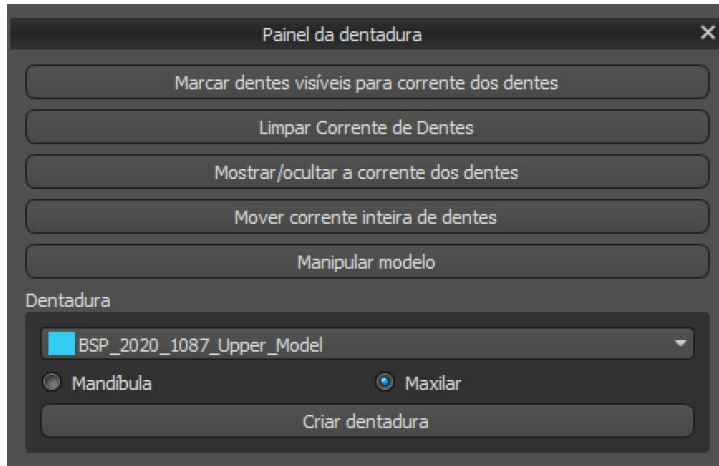 Painel da dentadura
Marcar dentes visíveis para corrente dos dentes
Limpar Corrente de Dentes
Mostrar/ocultar a corrente dos dentes
Mover corrente inteira de dentes
Manipular modelo
Dentadura
BSP_2020_1087_Upper_Model
Mandíbula Maxilar
Criar dentadura